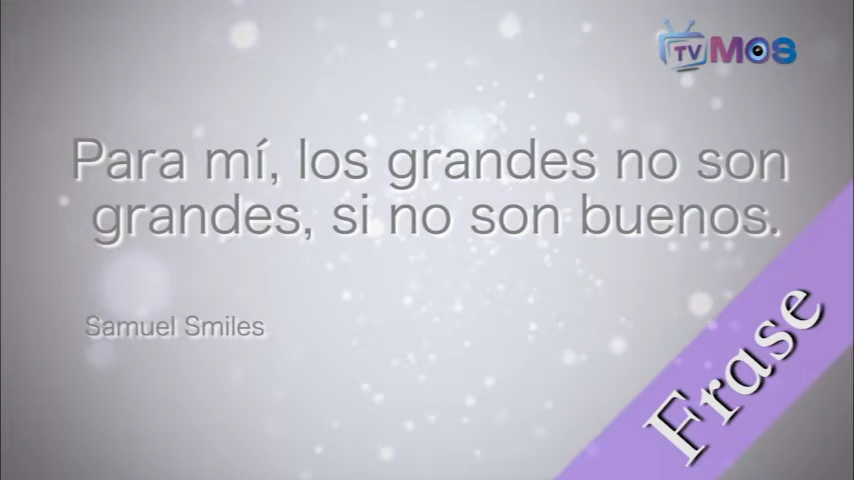 TV MOS
Para mí, los grandes no son
grandes, si no son buenos.
Samuel Smiles
Frase